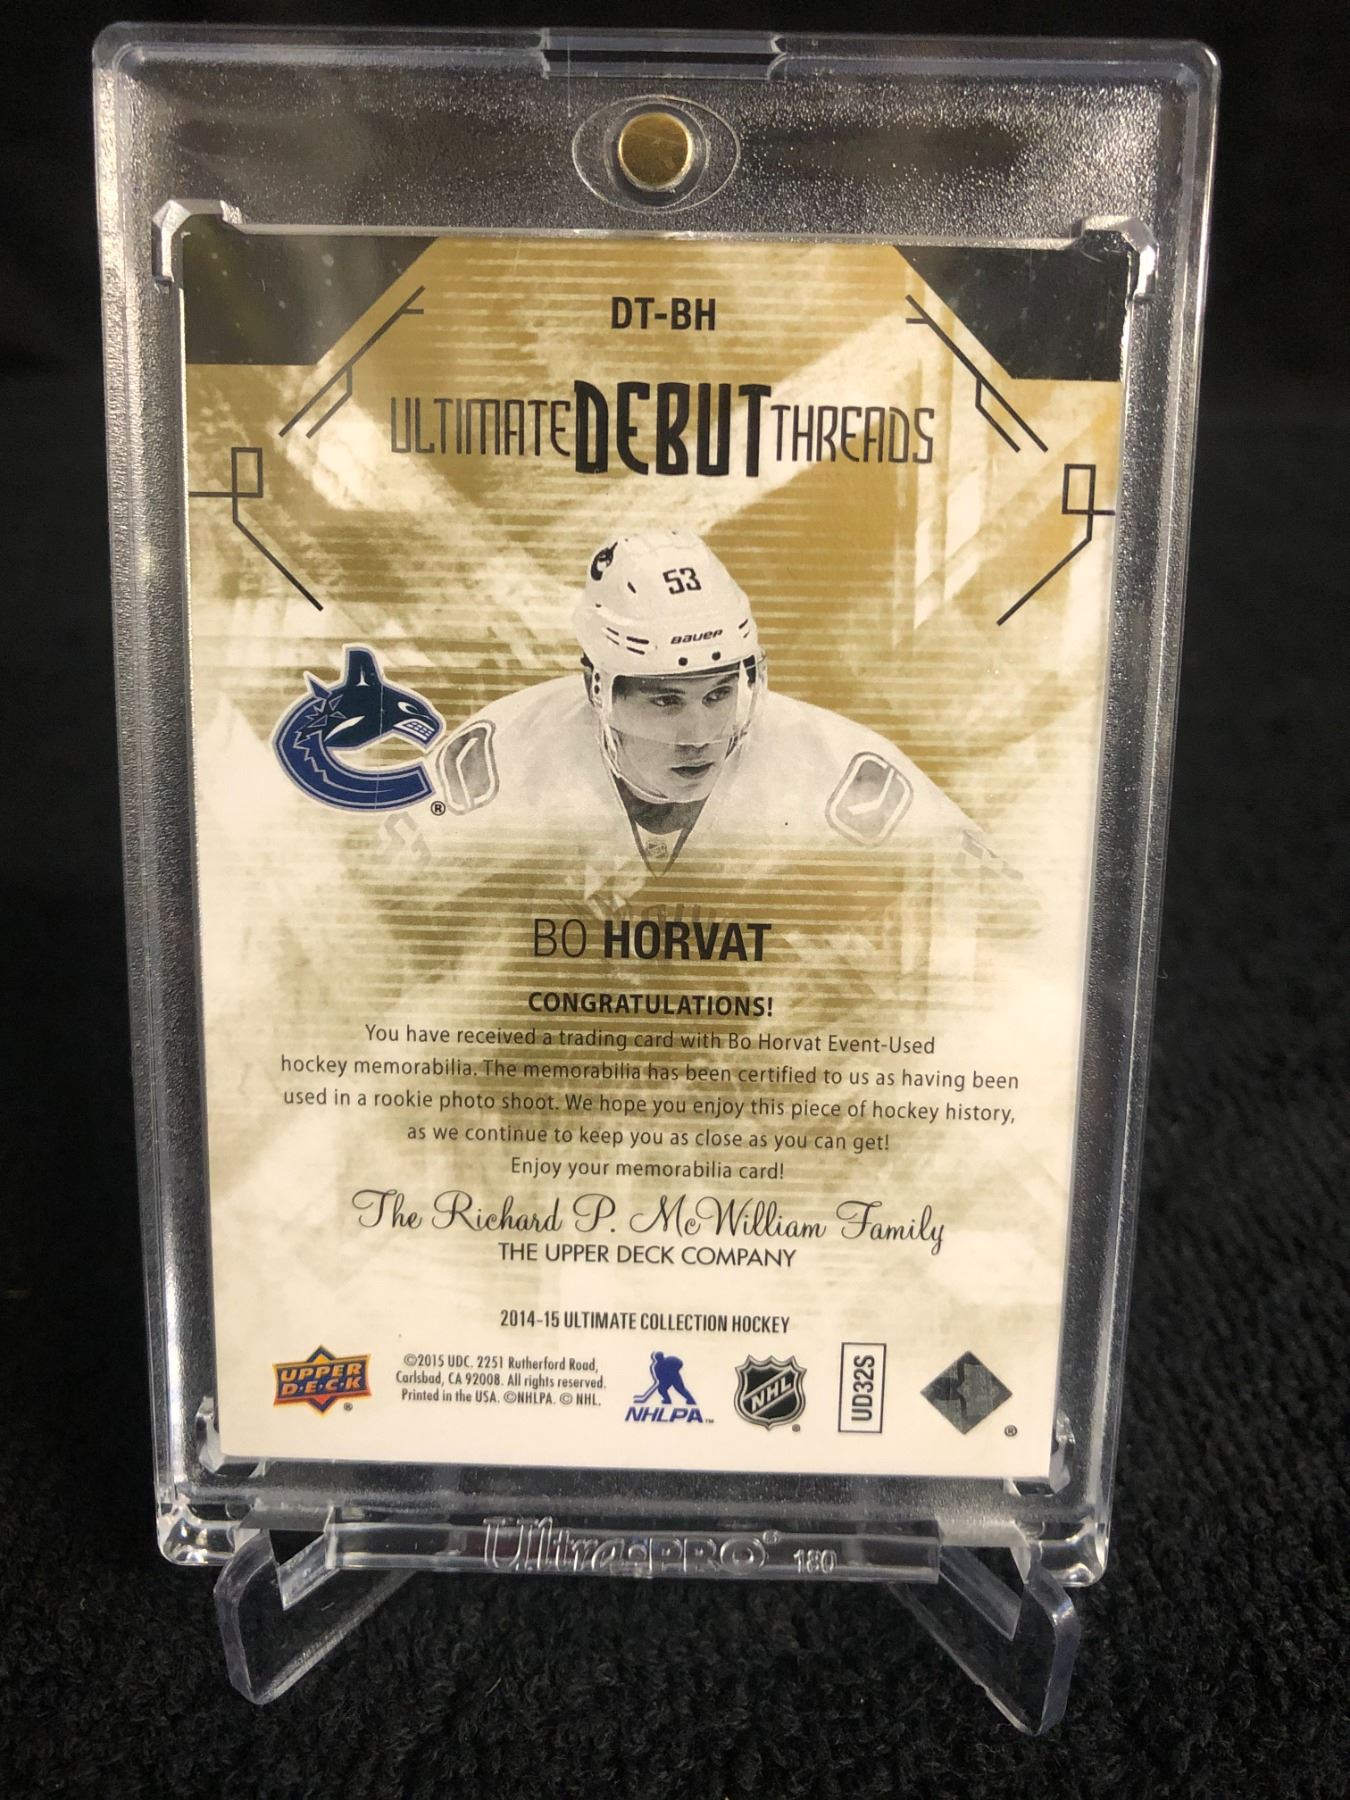 DT-BH
ULTIMATE DEBUT THREADS
53
BAUER
®
BO HORVAT
CONGRATULATIONS!
You have received a trading card with Bo Horvat Event-Used
hockey memorabilia. The memorabilia has been certified to us as having been
used in a rookie photo shoot. We hope you enjoy this piece of hockey history,
as we continue to keep you as close as you can get!
Enjoy your memorabilia card!
The Richard P. McWilliam Family
THE UPPER DECK COMPANY
2014-15 ULTIMATE COLLECTION HOCKEY
UPPER
D·E·C·K
®
©2015 UDC. 2251 Rutherford Road,
Carlsbad, CA 92008. All rights reserved.
Printed in the USA. ©NHLPA. © NHL.
NHLPA™
NHL
®
UD32S
®
Ultra·PRO® 180